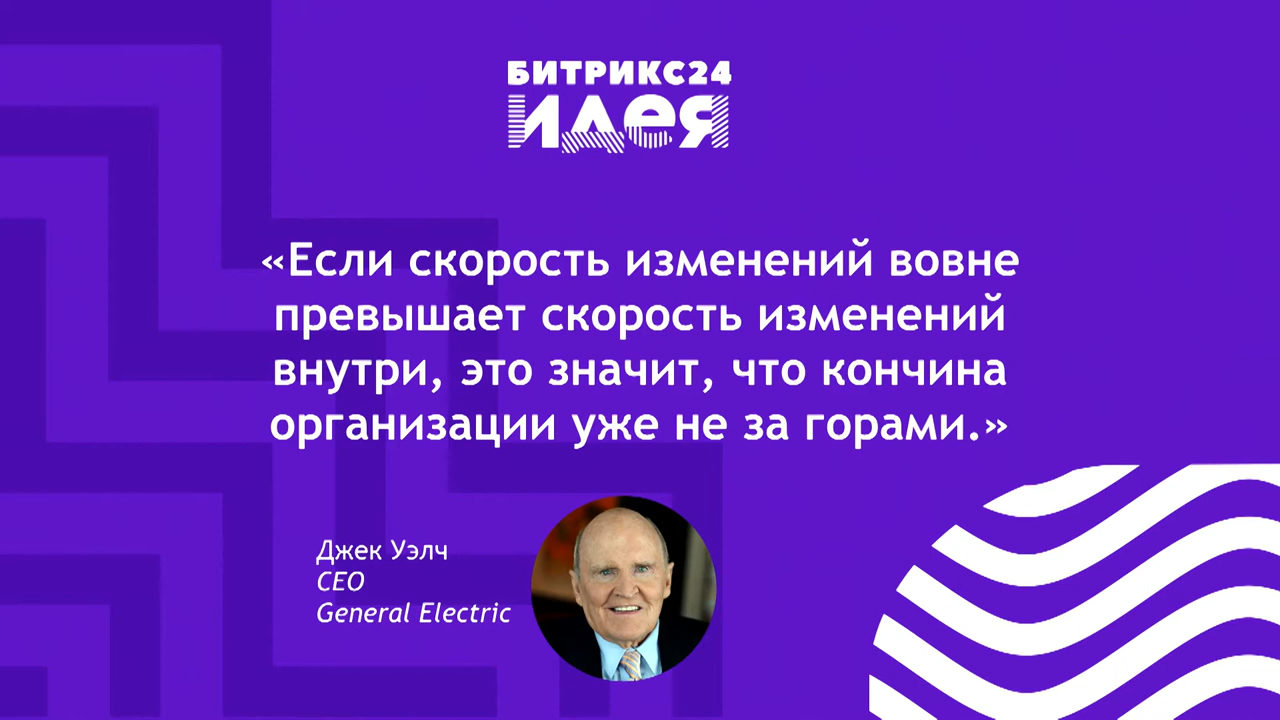 БИТРИКС24
ИДЕЯ
«Если скорость изменений вовне
превышает скорость изменений
внутри, это значит, что кончина
организации уже не за горами.»
Джек Уэлч
CEO
General Electric